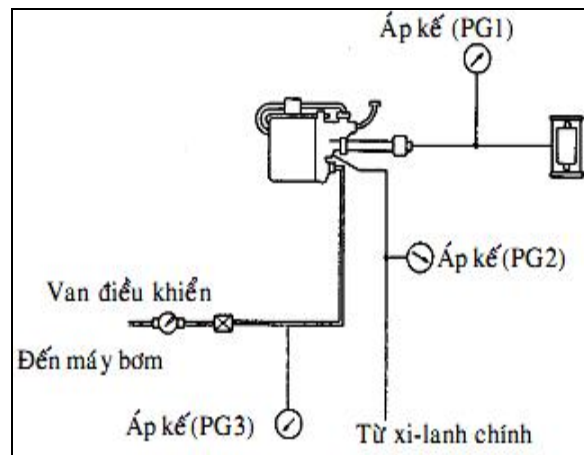 Áp kế (PG1)
Áp kế (PG2)
Van điều khiển
Đến máy bơm
Áp kế (PG3)
Từ xi-lanh chính